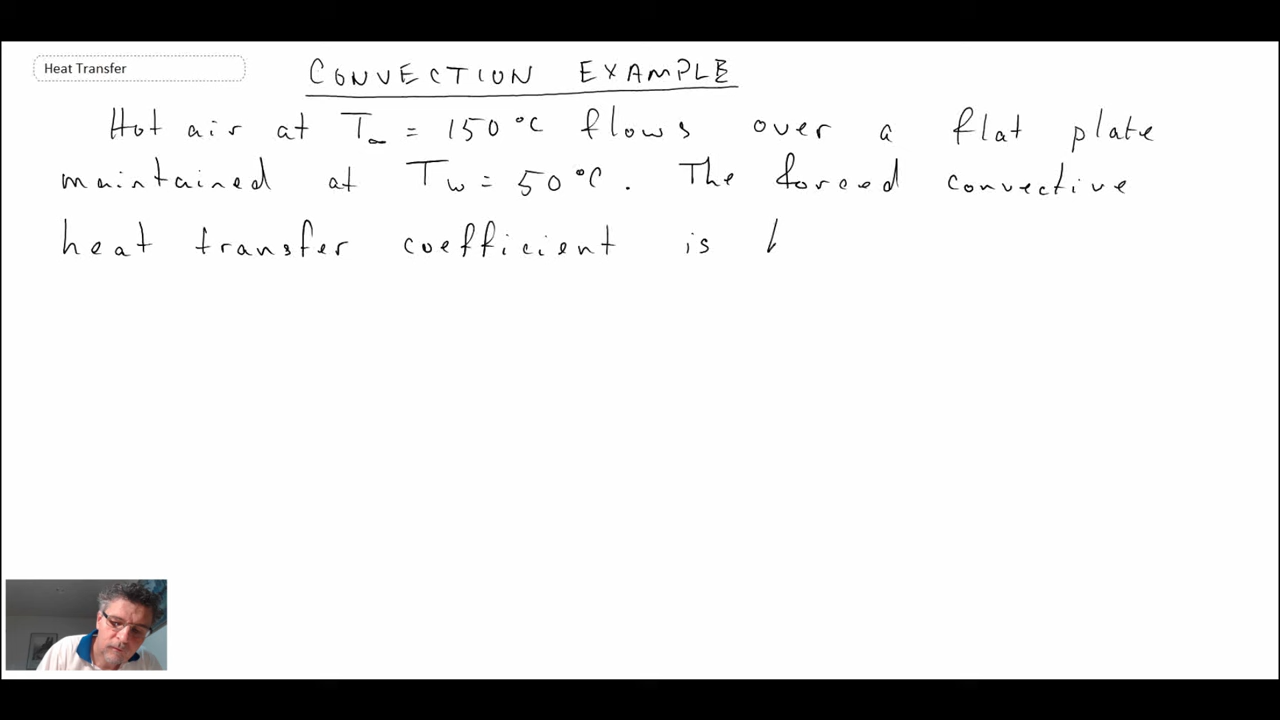 Heat Transfer
CONVECTION EXAMPLE
Hot air at T∞ = 150 °C flows over a flat plate
maintained at Tw = 50 °C. The forced convective
heat transfer coefficient is